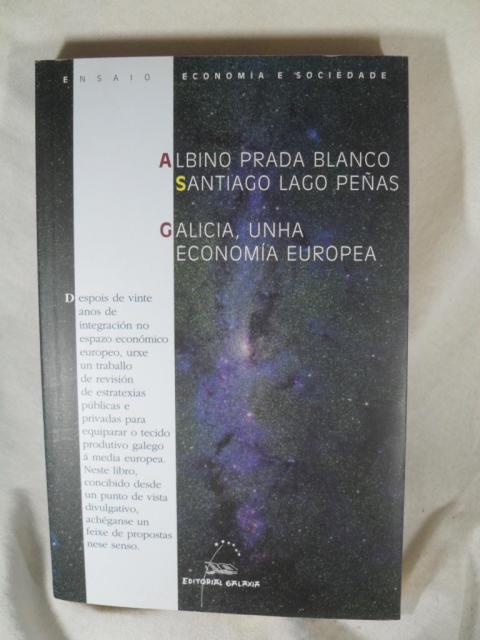 ENSAIO ECONOMÍA E SOCIEDADE
ALBINO PRADA BLANCO
SANTIAGO LAGO PEÑAS
GALICIA, UNHA
ECONOMÍA EUROPEA
Despois de vinte
anos de
integración no
espazo económico
europeo, urxe
un traballo
de revisión
de estratexias
públicas e
privadas para
equiparar o tecido
produtivo galego
á media europea.
Neste libro,
concibido desde
un punto de vista
divulgativo,
achéganse un
feixe de propostas
nese senso.
EDITORIAL GALAXIA